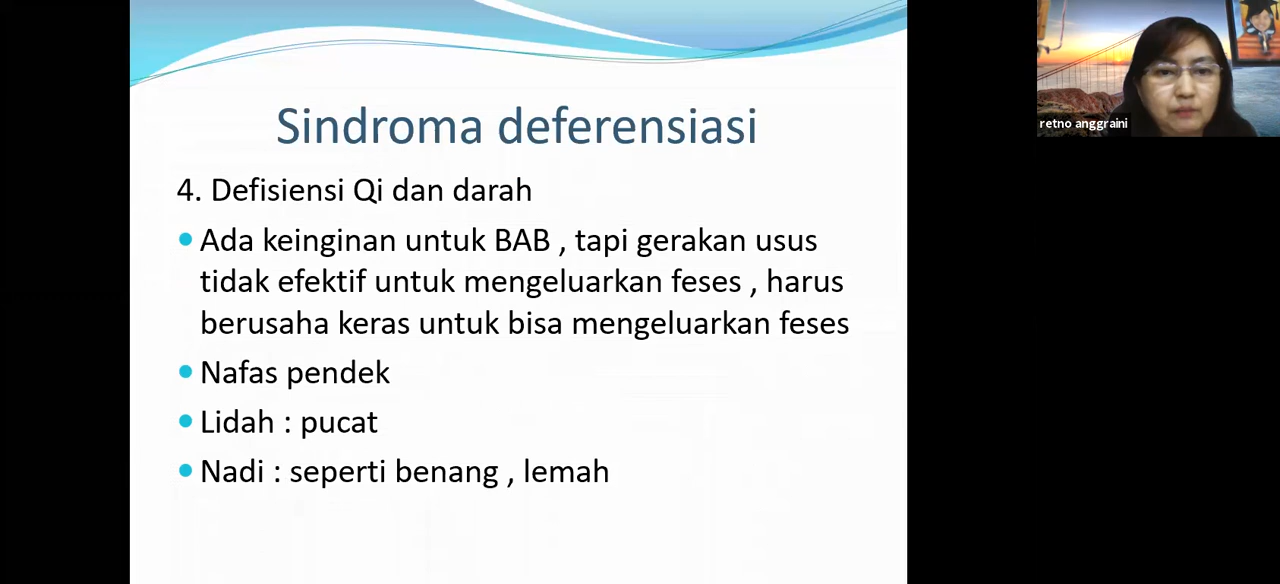 Sindroma deferensiasi
4. Defisiensi Qi dan darah
Ada keinginan untuk BAB , tapi gerakan usus
tidak efektif untuk mengeluarkan feses , harus
berusaha keras untuk bisa mengeluarkan feses
Nafas pendek
Lidah : pucat
Nadi : seperti benang , lemah
retno anggraini